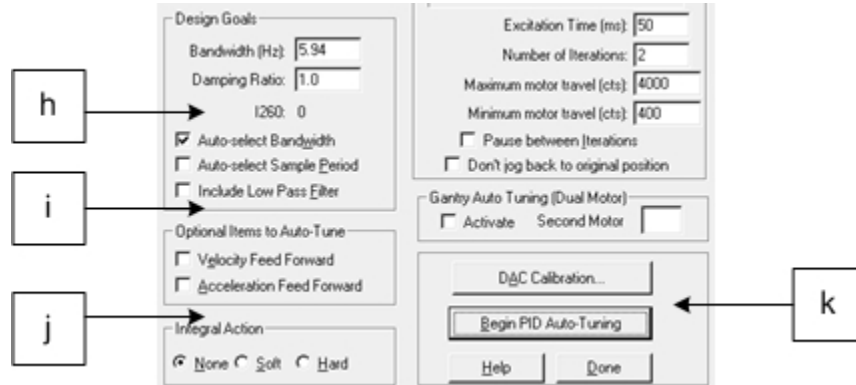 Design Goals
Bandwidth (Hz): 5.94
Damping Ratio: 1.0
I260: 0
Auto-select Bandwidth
Auto-select Sample Period
Include Low Pass Filter
Optional Items to Auto-Tune
Velocity Feed Forward
Acceleration Feed Forward
Integral Action
None Soft Hard
Excitation Time (ms): 50
Number of Iterations: 2
Maximum motor travel (cts): 4000
Minimum motor travel (cts): 400
Pause between Iterations
Don't jog back to original position
Gantry Auto Tuning (Dual Motor)
Activate Second Motor
DAC Calibration...
Begin PID Auto-Tuning
Help Done
h
i
j
k